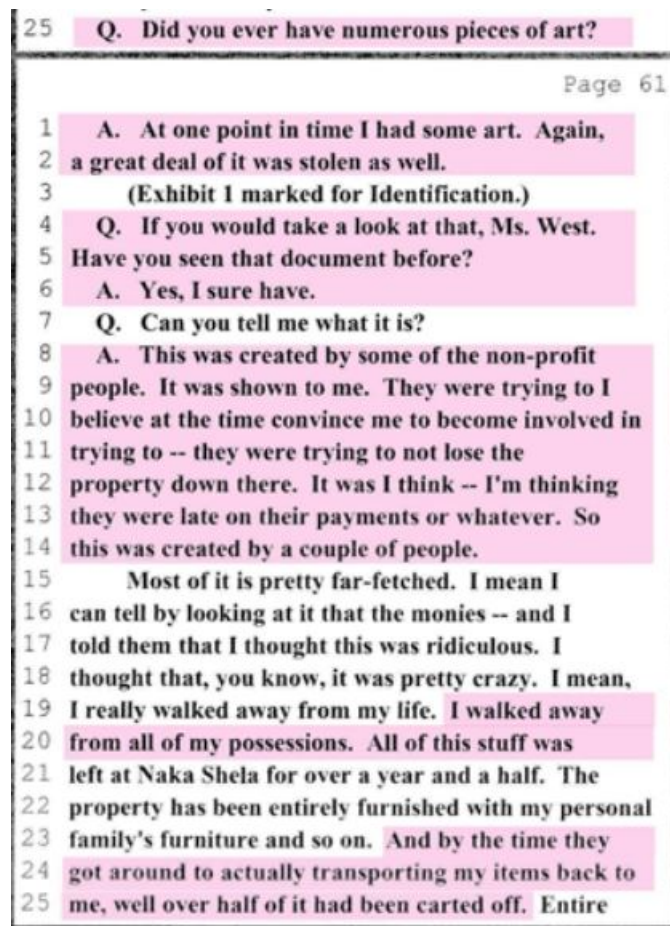 25 Q. Did you ever have numerous pieces of art?
Page 61
1 A. At one point in time I had some art. Again,
2 a great deal of it was stolen as well.
3 (Exhibit 1 marked for Identification.)
4 Q. If you would take a look at that, Ms. West.
5 Have you seen that document before?
6 A. Yes, I sure have.
7 Q. Can you tell me what it is?
8 A. This was created by some of the non-profit
9 people. It was shown to me. They were trying to I
10 believe at the time convince me to become involved in
11 trying to -- they were trying to not lose the
12 property down there. It was I think -- I'm thinking
13 they were late on their payments or whatever. So
14 this was created by a couple of people.
15 Most of it is pretty far-fetched. I mean I
16 can tell by looking at it that the monies -- and I
17 told them that I thought this was ridiculous. I
18 thought that, you know, it was pretty crazy. I mean,
19 I really walked away from my life. I walked away
20 from all of my possessions. All of this stuff was
21 left at Naka Shela for over a year and a half. The
22 property has been entirely furnished with my personal
23 family's furniture and so on. And by the time they
24 got around to actually transporting my items back to
25 me, well over half of it had been carted off. Entire